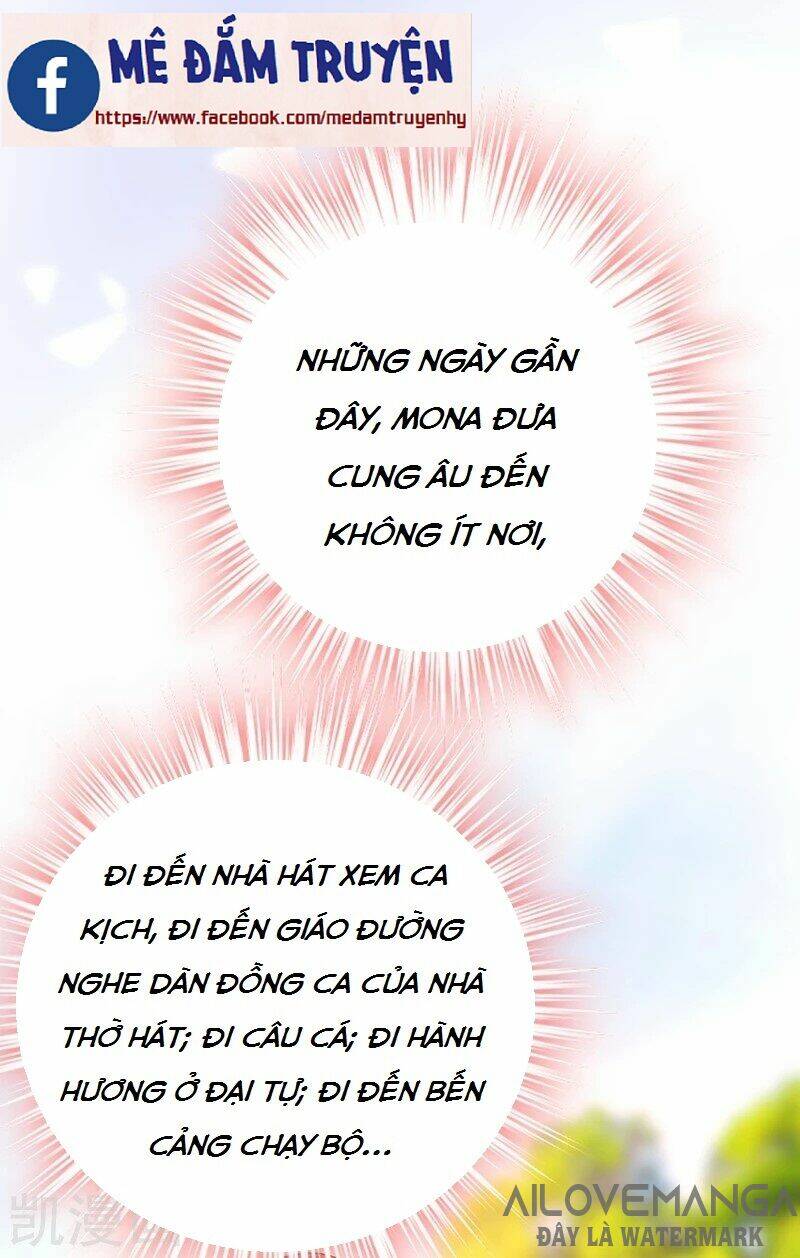 MÊ ĐẮM TRUYỆN
https://www.facebook.com/medamtruyenhy
NHỮNG NGÀY GẦN
ĐÂY, MONA ĐƯA
CUNG ÂU ĐẾN
KHÔNG ÍT NƠI,
ĐI ĐẾN NHÀ HÁT XEM CA
KỊCH, ĐI ĐẾN GIÁO ĐƯỜNG
NGHE DÀN ĐỒNG CA CỦA NHÀ
THỜ HÁT; ĐI CÂU CÁ; ĐI HÀNH
HƯƠNG Ở ĐẠI TỰ; ĐI ĐẾN BẾN
CẢNG CHẠY BỘ...
凯漫
AILOVEMANGA
ĐÂY LÀ WATERMARK